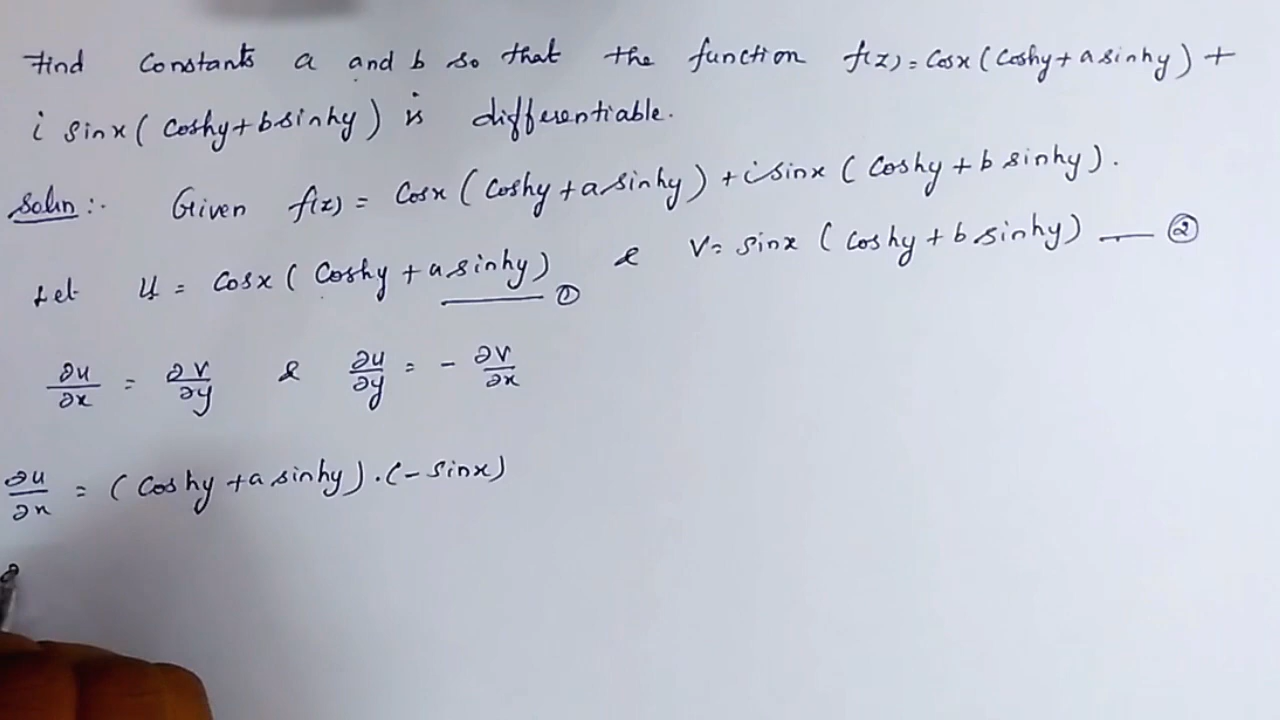 Find constants a and b so that the function f(z) = cosx (coshy + a sinhy) +
i sinx ( coshy + b sinhy ) is differentiable.
Soln :- Given f(z) = cosx ( coshy + a sinhy ) + i sinx ( coshy + b sinhy ).
Let u = cosx ( coshy + a sinhy ) ① & V = sinx ( coshy + b sinhy ) — ②
∂u/∂x = ∂v/∂y & ∂u/∂y = - ∂v/∂x
∂u/∂x = ( coshy + a sinhy ) . (- sinx )